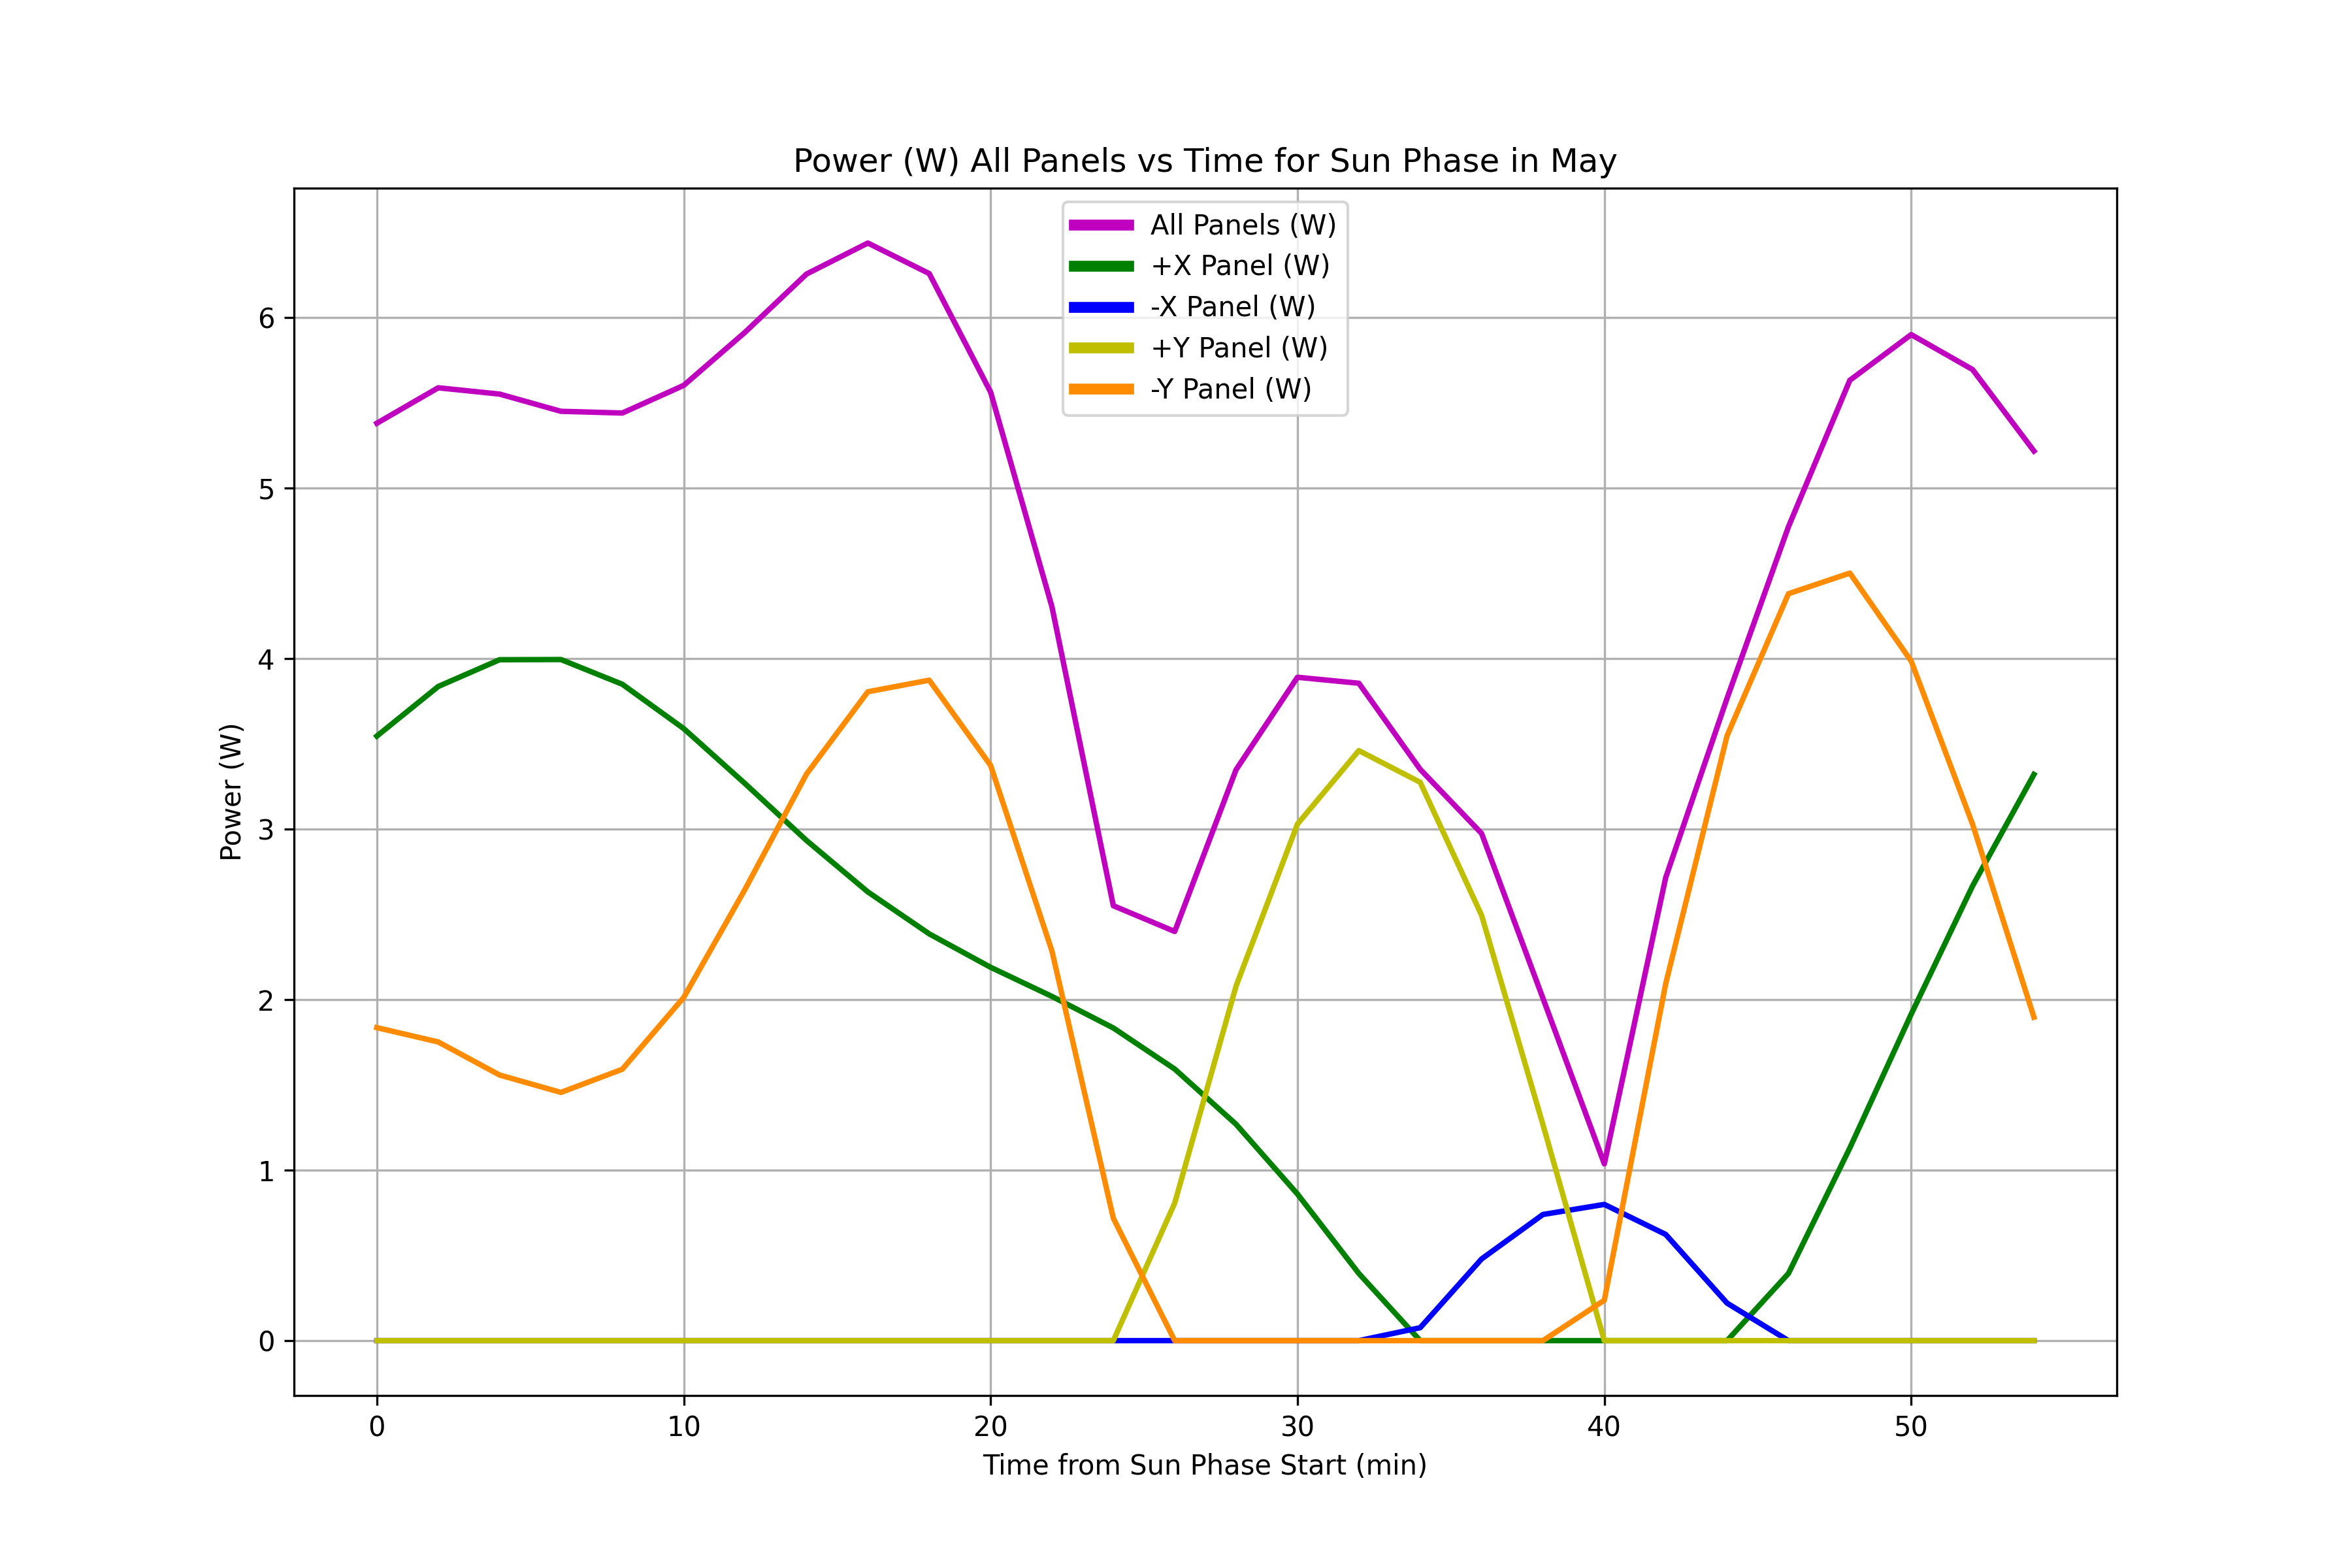 Power (W) All Panels vs Time for Sun Phase in May
All Panels (W)
+X Panel (W)
-X Panel (W)
+Y Panel (W)
-Y Panel (W)
Power (W)
6
5
4
3
2
1
0
0 10 20 30 40 50
Time from Sun Phase Start (min)